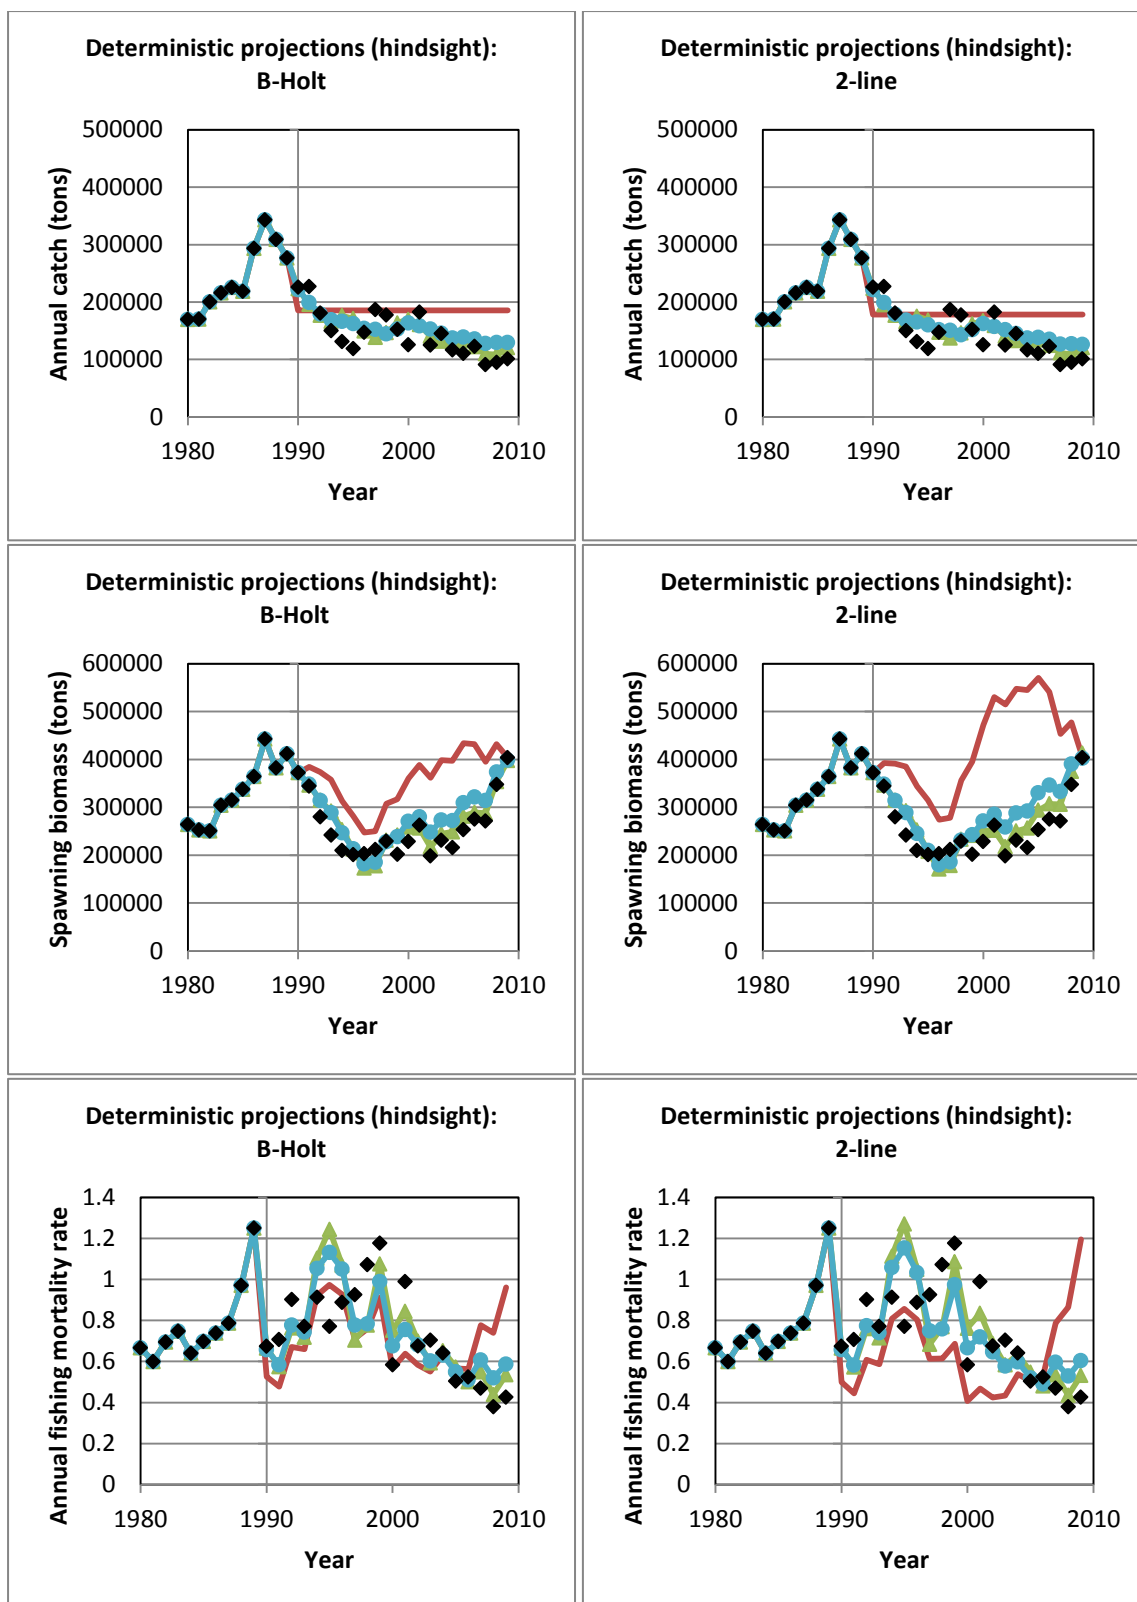 Deterministic projections (hindsight):
B-Holt
Annual catch (tons)
500000
400000
300000
200000
100000
0
1980
1990
2000
2010
Year
Deterministic projections (hindsight):
2-line
Annual catch (tons)
500000
400000
300000
200000
100000
0
1980
1990
2000
2010
Year
Deterministic projections (hindsight):
B-Holt
Spawning biomass (tons)
600000
500000
400000
300000
200000
100000
0
1980
1990
2000
2010
Year
Deterministic projections (hindsight):
2-line
Spawning biomass (tons)
600000
500000
400000
300000
200000
100000
0
1980
1990
2000
2010
Year
Deterministic projections (hindsight):
B-Holt
Annual fishing mortality rate
1.4
1.2
1
0.8
0.6
0.4
0.2
0
1980
1990
2000
2010
Year
Deterministic projections (hindsight):
2-line
Annual fishing mortality rate
1.4
1.2
1
0.8
0.6
0.4
0.2
0
1980
1990
2000
2010
Year